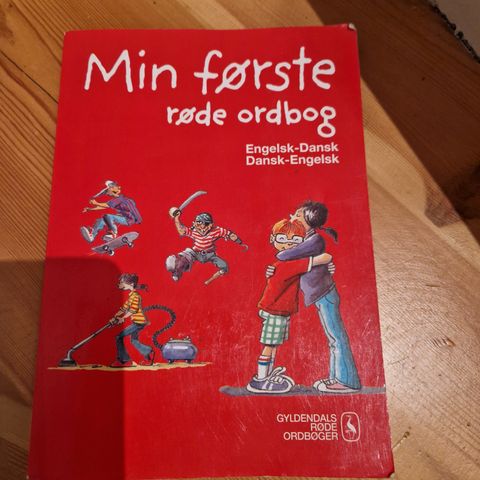 Min første
røde ordbog
Engelsk-Dansk
Dansk-Engelsk
GYLDENDALS
RØDE
ORDBØGER